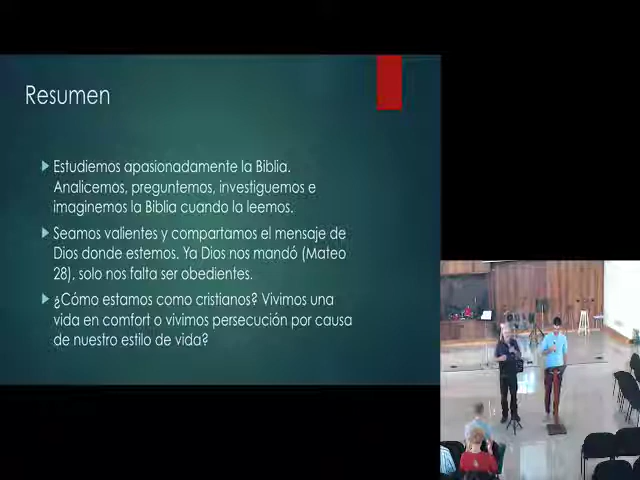 Resumen
Estudiemos apasionadamente la Biblia.
Analicemos, preguntemos, investiguemos e
imaginemos la Biblia cuando la leemos.
Seamos valientes y compartamos el mensaje de
Dios donde estemos. Ya Dios nos mandó (Mateo
28), solo nos falta ser obedientes.
¿Cómo estamos como cristianos? Vivimos una
vida en comfort o vivimos persecución por causa
de nuestro estilo de vida?